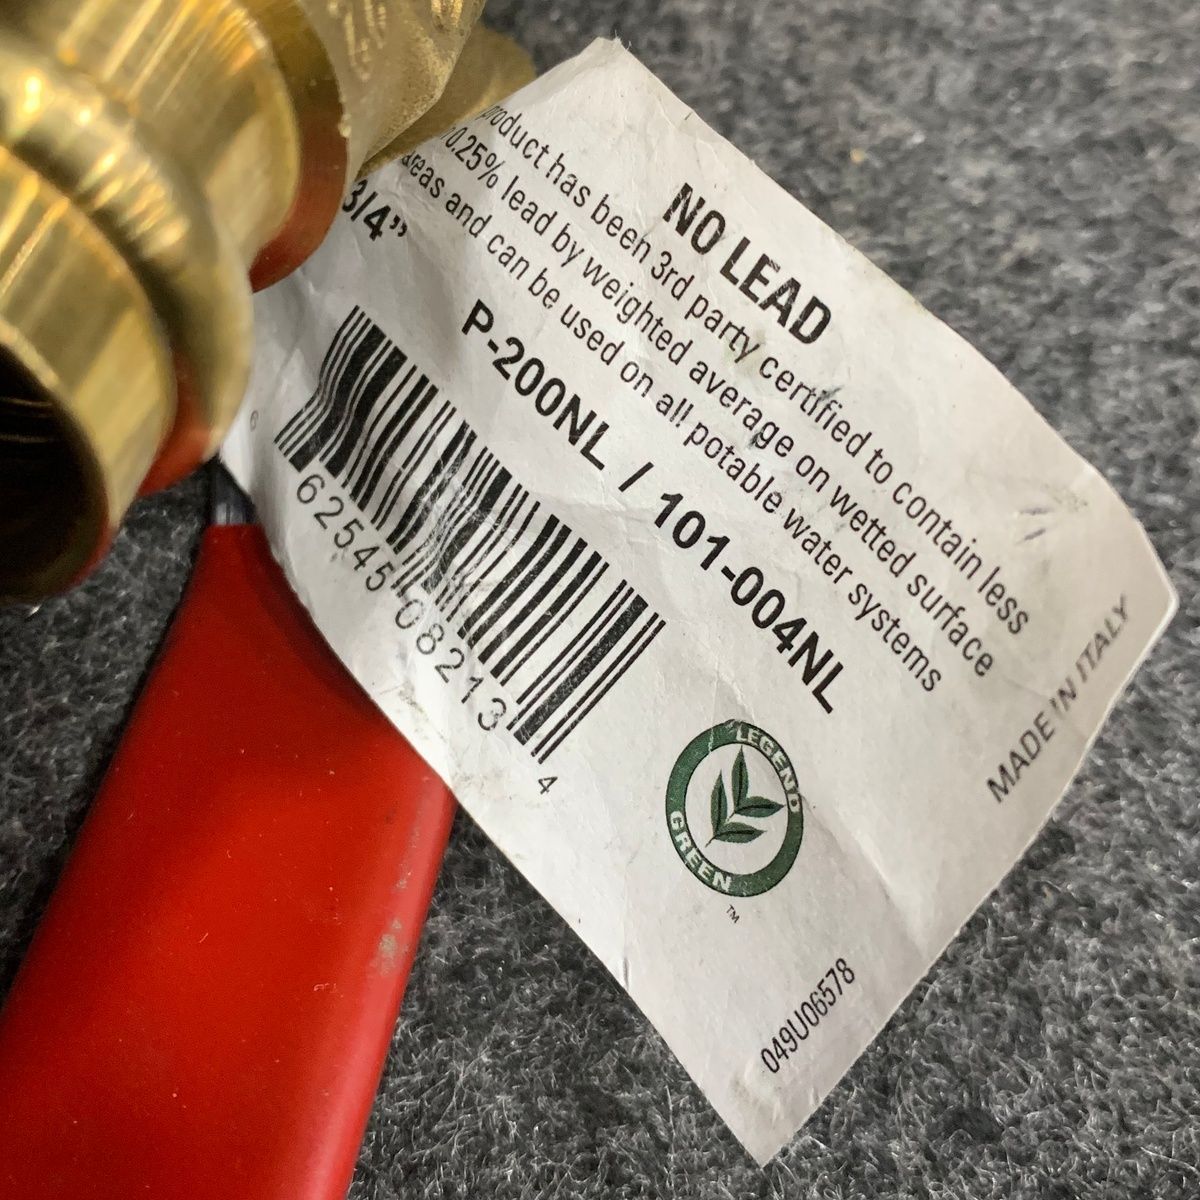 NO LEAD
product has been 3rd party certified to contain less
0.25% lead by weighted average on wetted surface
areas and can be used on all potable water systems
3/4"
P-200NL / 101-004NL
6 62545 08213 4
LEGEND
GREEN
TM
MADE IN ITALY
049U06578